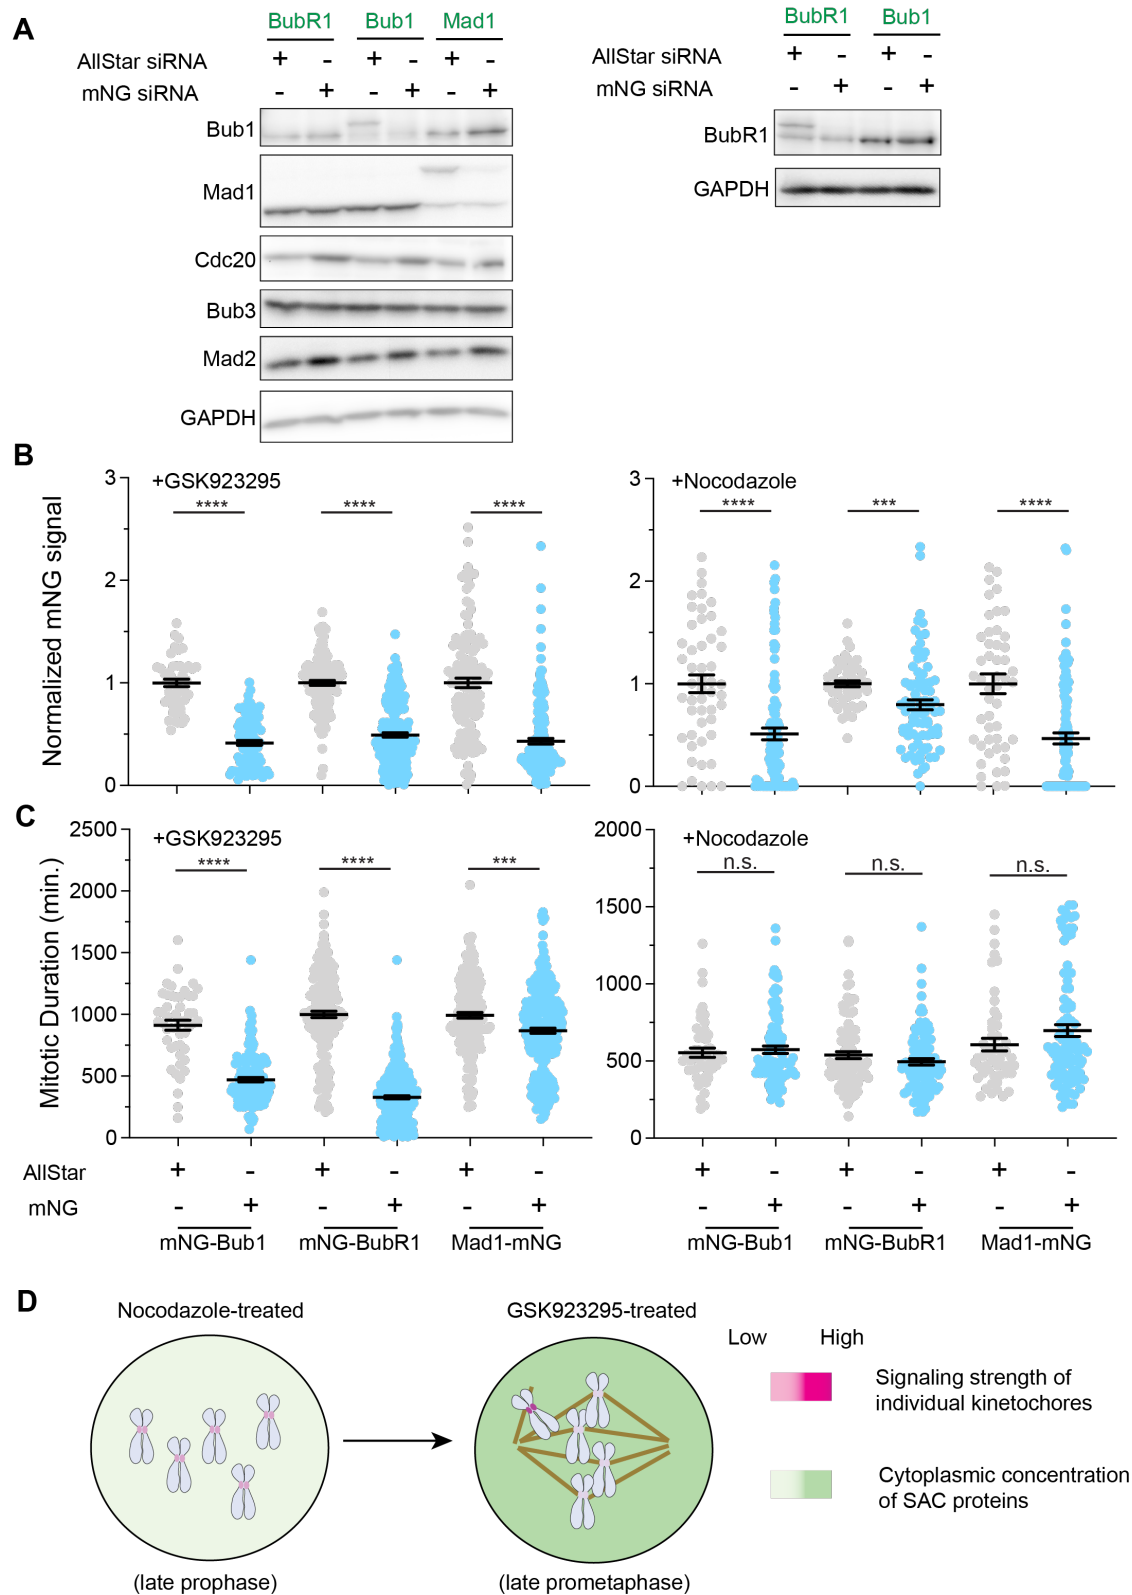 A
BubR1 Bub1 Mad1
AllStar siRNA + - + - + -
mNG siRNA - + - + - +
Bub1
Mad1
Cdc20
Bub3
Mad2
GAPDH
BubR1 Bub1
AllStar siRNA + - + -
mNG siRNA - + - +
BubR1
GAPDH
B
Normalized mNG signal
+GSK923295
**** **** ****
3
2
1
0
+Nocodazole
**** *** ****
3
2
1
0
C
Mitotic Duration (min.)
+GSK923295
**** **** ***
2500
2000
1500
1000
500
0
+Nocodazole
n.s. n.s. n.s.
2000
1500
1000
500
0
AllStar + - + - + - + - + - + -
mNG - + - + - + - + - + - +
mNG-Bub1 mNG-BubR1 Mad1-mNG mNG-Bub1 mNG-BubR1 Mad1-mNG
D
Nocodazole-treated
(late prophase)
GSK923295-treated
(late prometaphase)
Low High
Signaling strength of
individual kinetochores
Cytoplasmic concentration
of SAC proteins